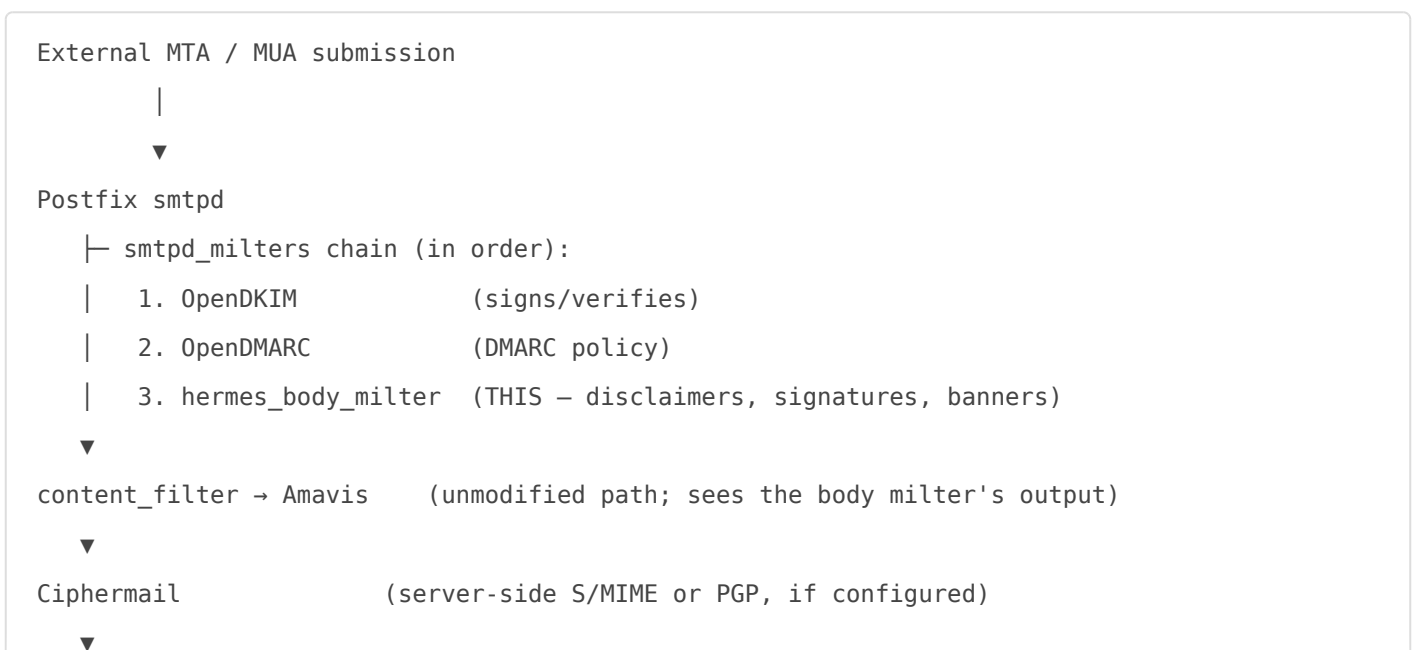 External MTA / MUA submission
│
▼
Postfix smtpd
├─ smtpd_milters chain (in order):
│   1. OpenDKIM             (signs/verifies)
│   2. OpenDMARC            (DMARC policy)
│   3. hermes_body_milter  (THIS — disclaimers, signatures, banners)
▼
content_filter → Amavis    (unmodified path; sees the body milter's output)
▼
Ciphermail              (server-side S/MIME or PGP, if configured)
▼